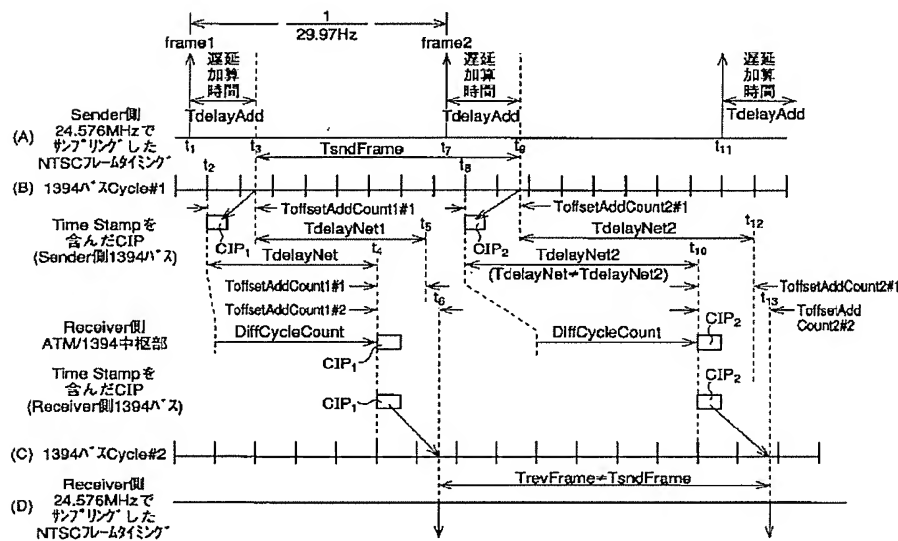 1
29.97Hz
frame1
frame2
遅延
加算
時間
TdelayAdd
遅延
加算
時間
TdelayAdd
遅延
加算
時間
TdelayAdd
(A)
Sender側
24.576MHzで
サンプリングした
NTSCフレームタイミング
t1
t3
t7
t9
t11
TsndFrame
t2
t8
(B) 1394バスCycle#1
Time Stampを
含んだCIP
(Sender側1394バス)
CIP1
ToffsetAddCount1#1
CIP2
ToffsetAddCount2#1
TdelayNet1
t5
TdelayNet2
t12
TdelayNet
t4
TdelayNet2
t10
(TdelayNet≠TdelayNet2)
ToffsetAddCount1#1
ToffsetAddCount2#1
t6
t13
ToffsetAddCount1#2
ToffsetAdd
Count2#2
Receiver側
ATM/1394中枢部
DiffCycleCount
CIP1
DiffCycleCount
CIP2
Time Stampを
含んだCIP
(Receiver側1394バス)
CIP1
CIP2
(C) 1394バスCycle#2
TrevFrame≠TsndFrame
(D)
Receiver側
24.576MHzで
サンプリングした
NTSCフレームタイミング